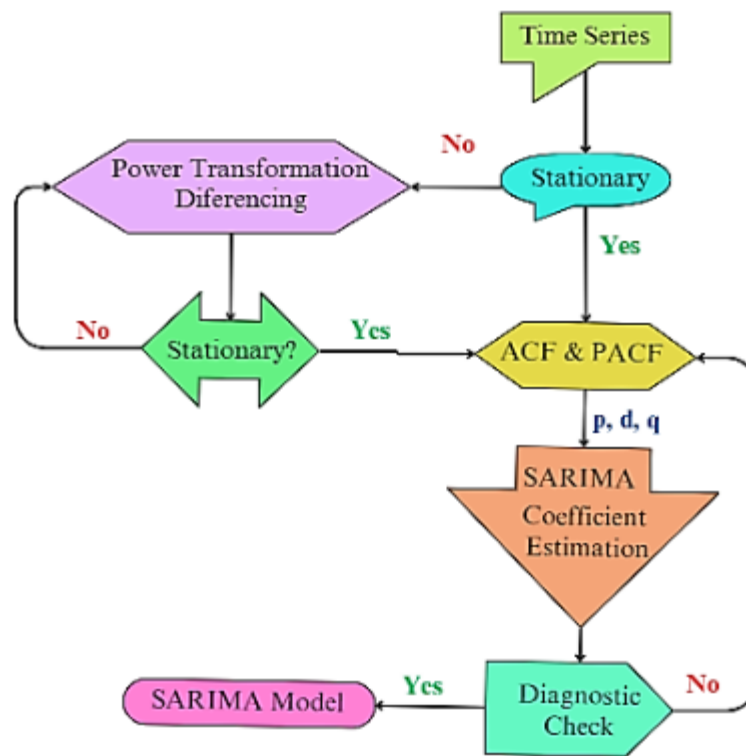 Time Series
No
Power Transformation
Diferencing
Stationary
Yes
No
Stationary?
Yes
ACF & PACF
p, d, q
SARIMA
Coefficient
Estimation
SARIMA Model
Yes
Diagnostic
Check
No